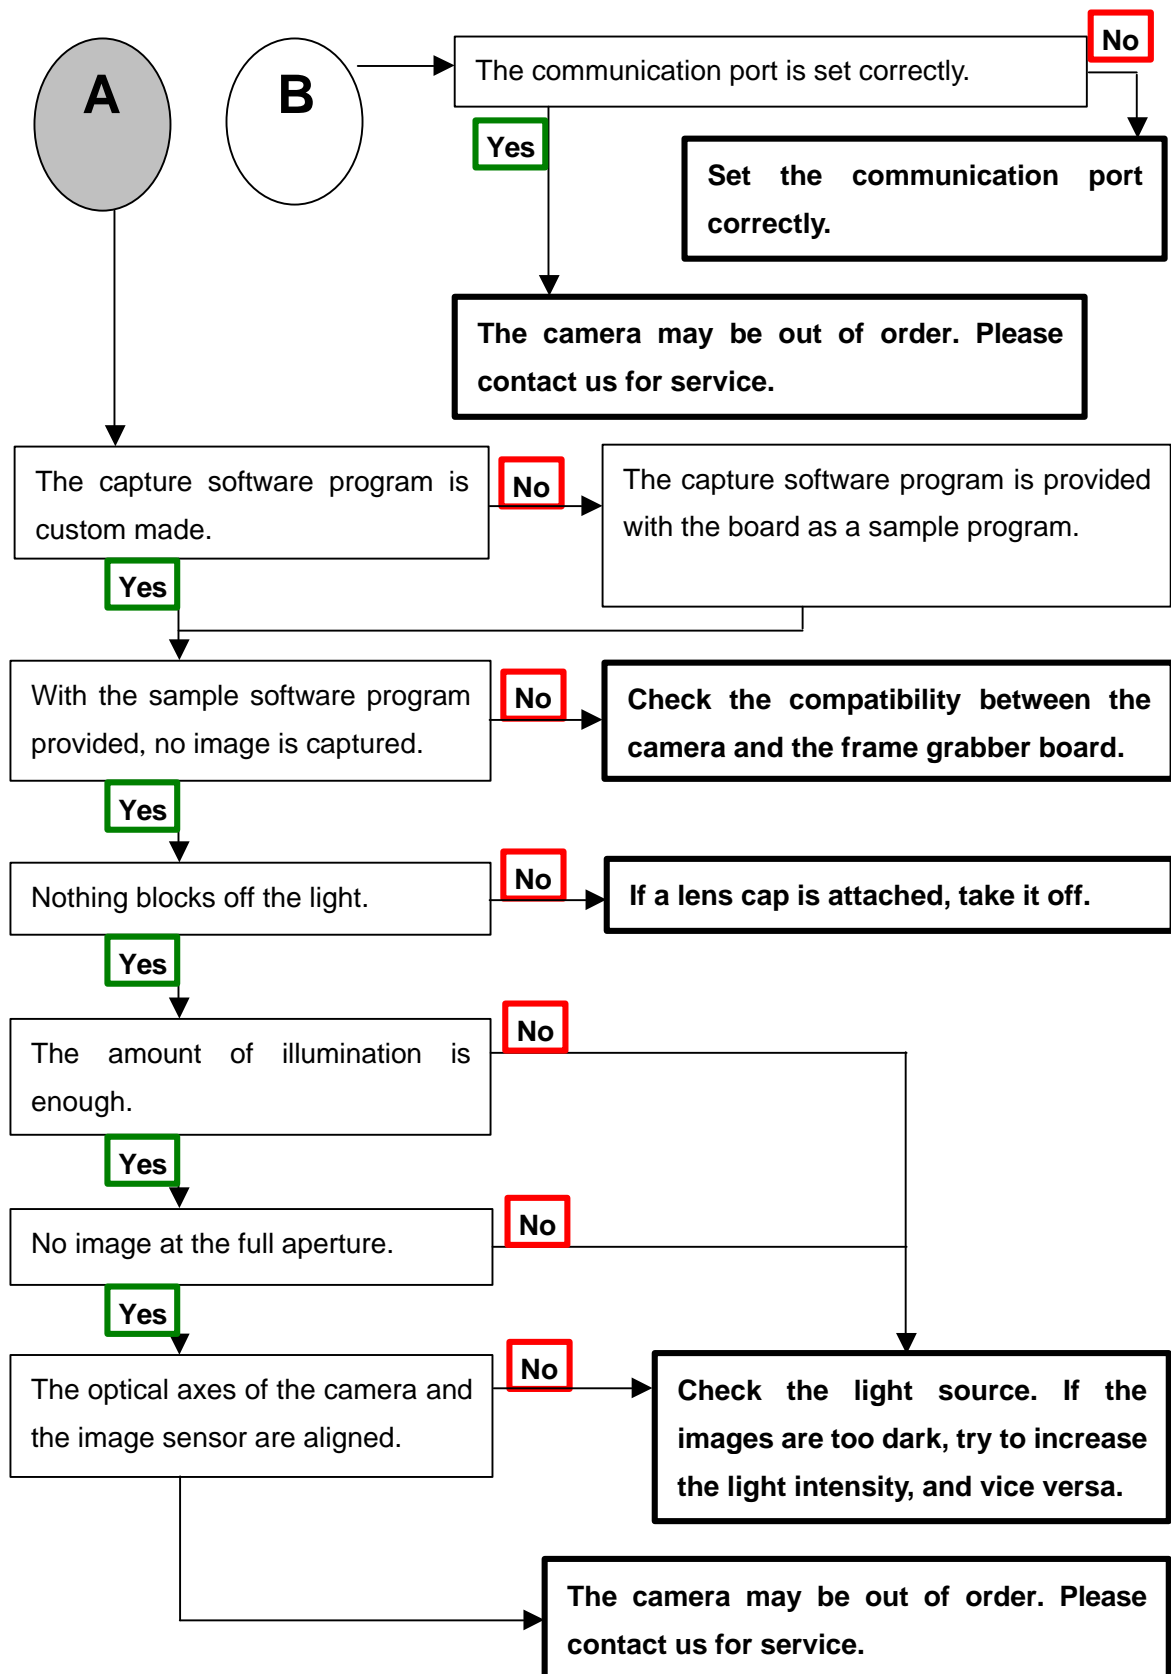 A
B
The communication port is set correctly.
No
Yes
Set the communication port
correctly.
The camera may be out of order. Please
contact us for service.
The capture software program is
custom made.
No
The capture software program is provided
with the board as a sample program.
Yes
With the sample software program
provided, no image is captured.
No
Check the compatibility between the
camera and the frame grabber board.
Yes
Nothing blocks off the light.
No
If a lens cap is attached, take it off.
Yes
The amount of illumination is
enough.
No
Yes
No image at the full aperture.
No
Yes
The optical axes of the camera and
the image sensor are aligned.
No
Check the light source. If the
images are too dark, try to increase
the light intensity, and vice versa.
The camera may be out of order. Please
contact us for service.